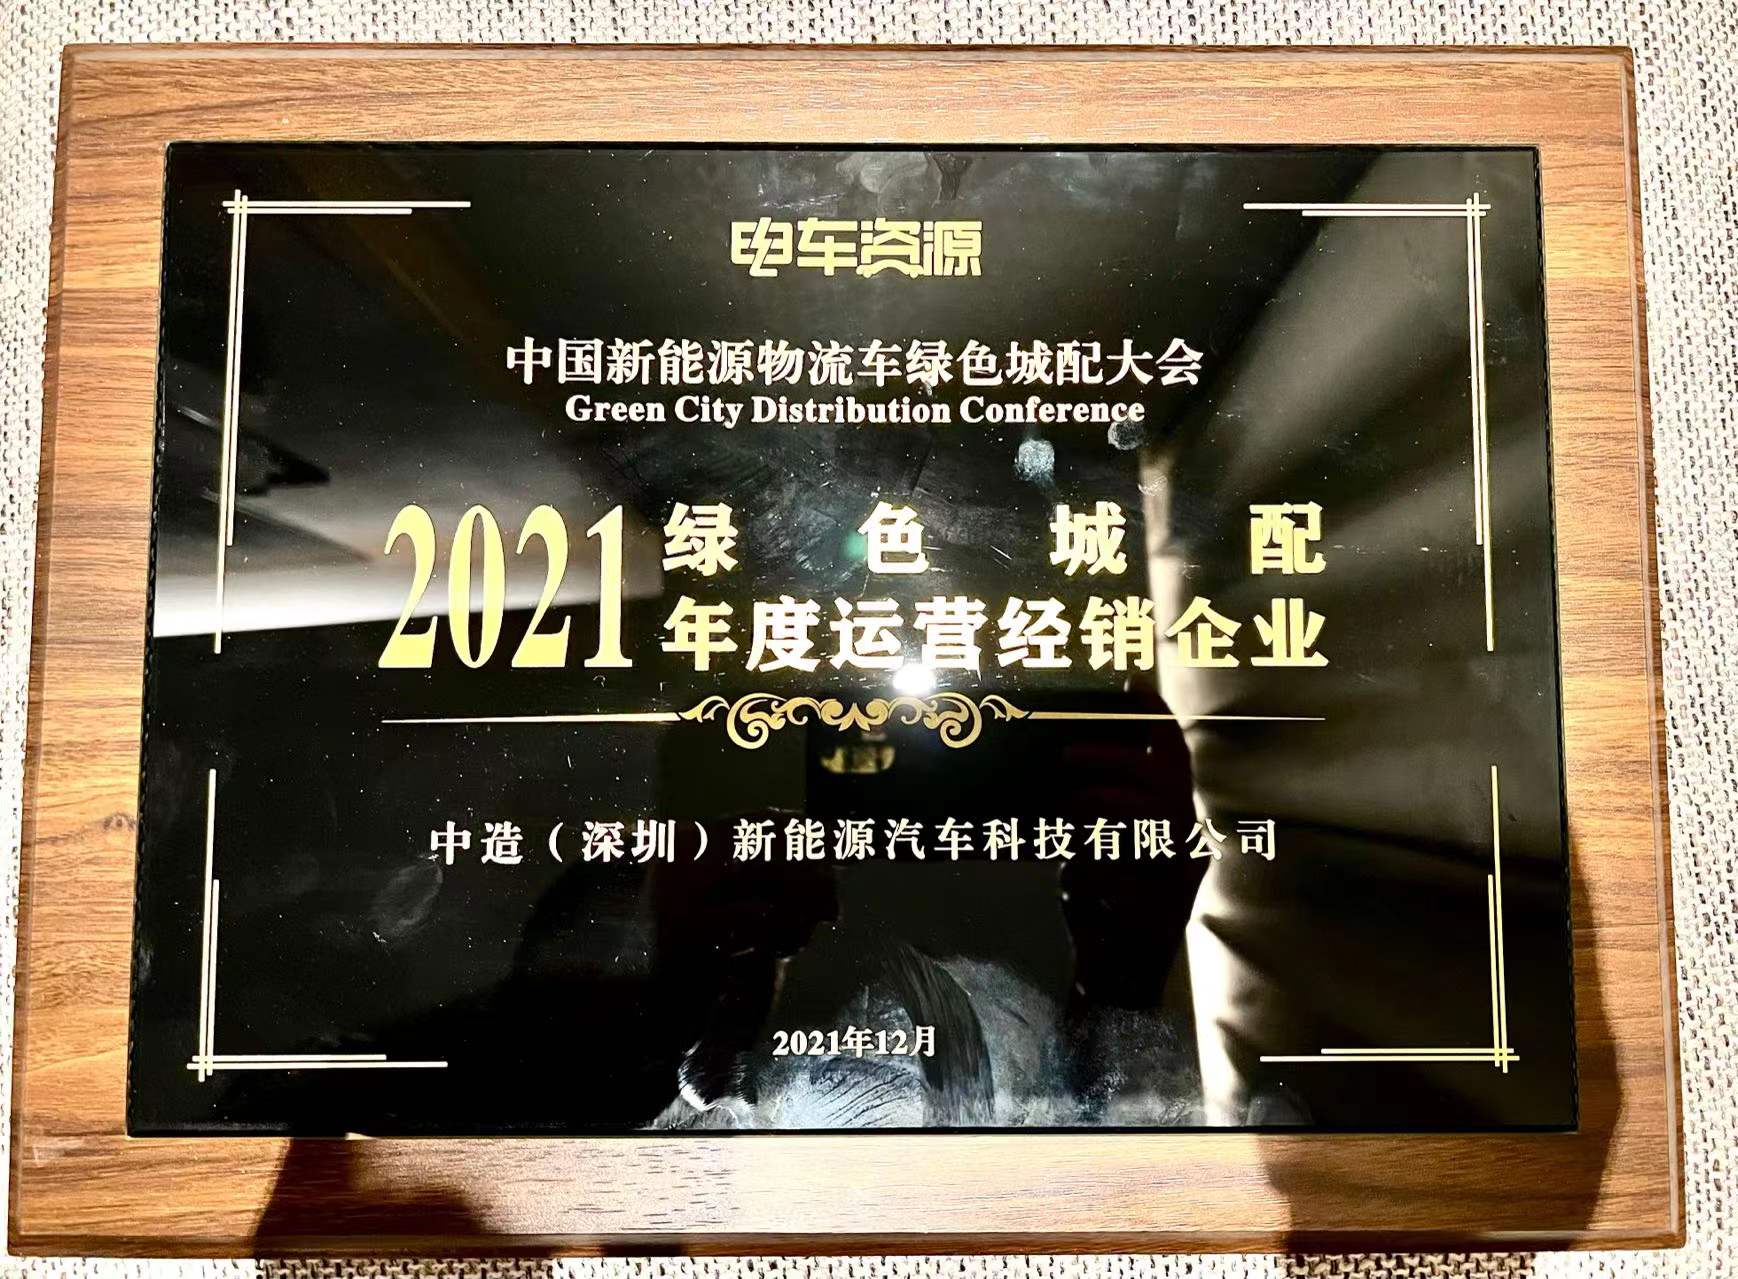 电车资源
中国新能源物流车绿色城配大会
Green City Distribution Conference
2021 绿色城配
年度运营经销企业
中造（深圳）新能源汽车科技有限公司
2021年12月